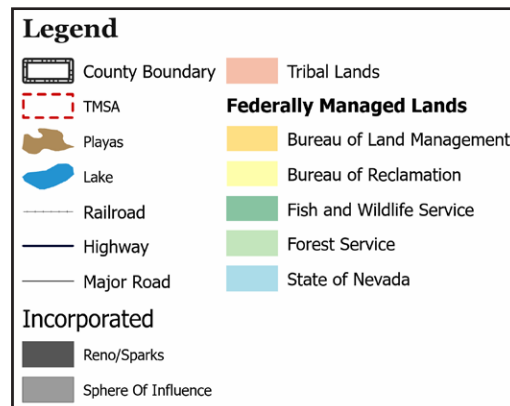 Legend
County Boundary
TMSA
Playas
Lake
Railroad
Highway
Major Road
Incorporated
Reno/Sparks
Sphere Of Influence
Tribal Lands
Federally Managed Lands
Bureau of Land Management
Bureau of Reclamation
Fish and Wildlife Service
Forest Service
State of Nevada